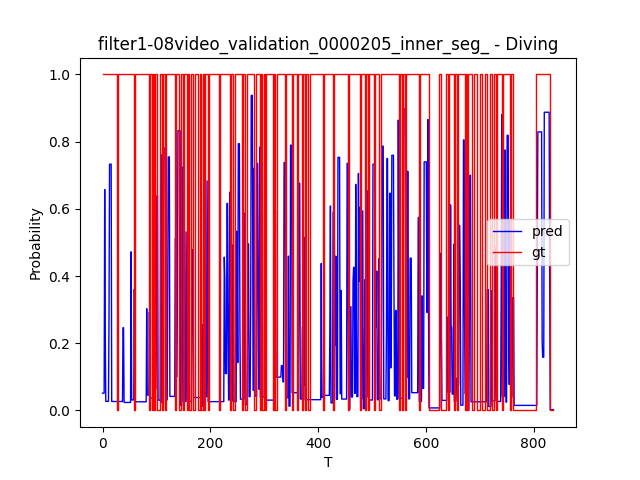 filter1-08video_validation_0000205_inner_seg_ - Diving
1.0
0.8
0.6
0.4
0.2
0.0
Probability
pred
gt
0
200
400
600
800
T